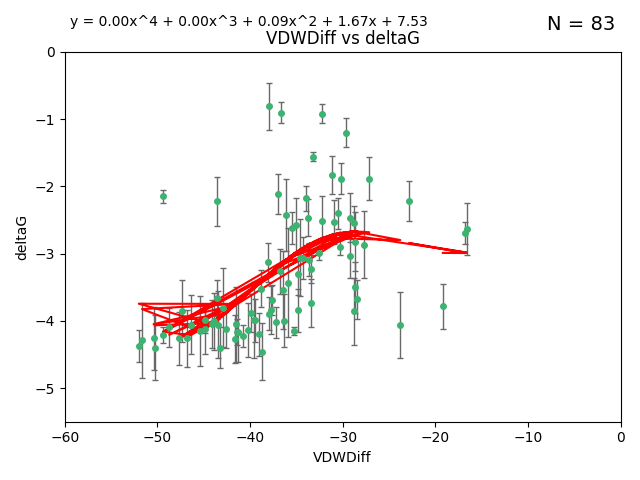 y = 0.00x^4 + 0.00x^3 + 0.09x^2 + 1.67x + 7.53
N = 83
VDWDiff vs deltaG
0
−1
−2
−3
−4
−5
deltaG
−60 −50 −40 −30 −20 −10 0
VDWDiff